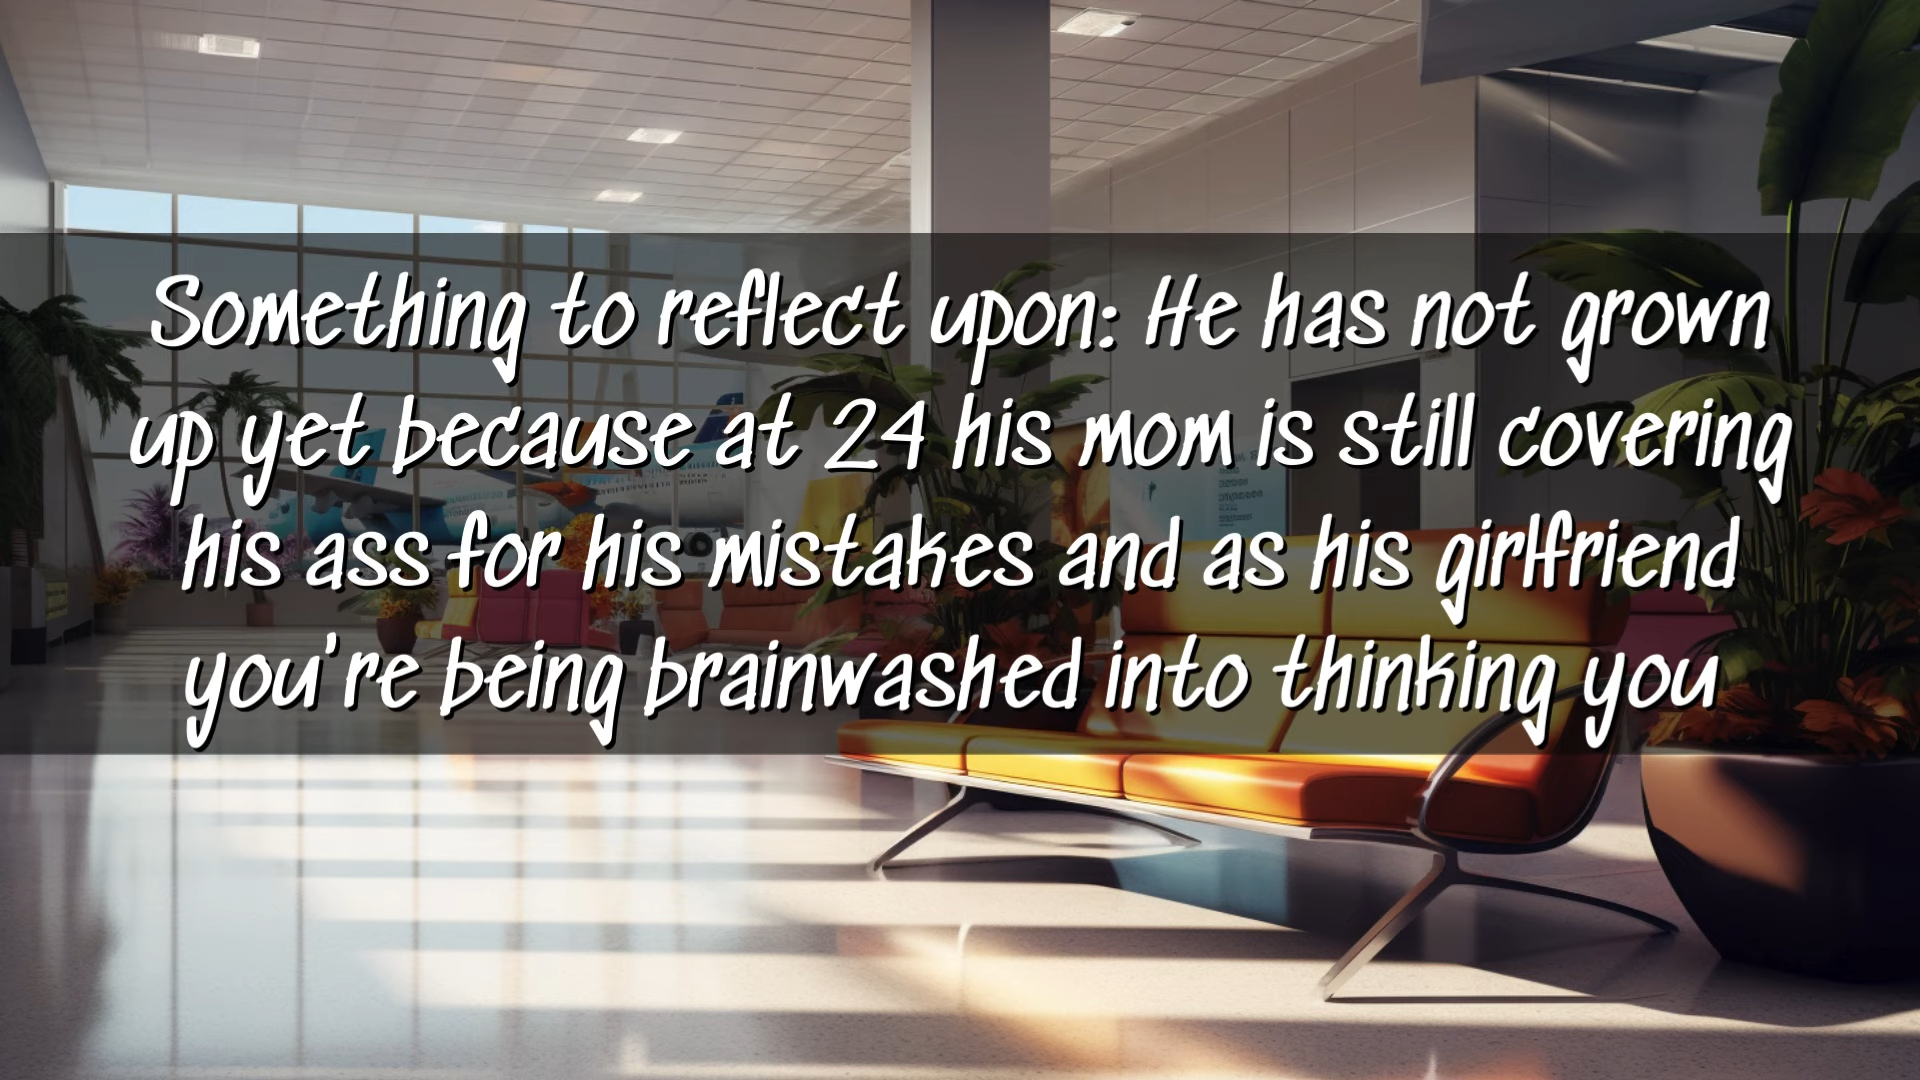 Something to reflect upon: He has not grown
up yet because at 24 his mom is still covering
his ass for his mistakes and as his girlfriend
you're being brainwashed into thinking you